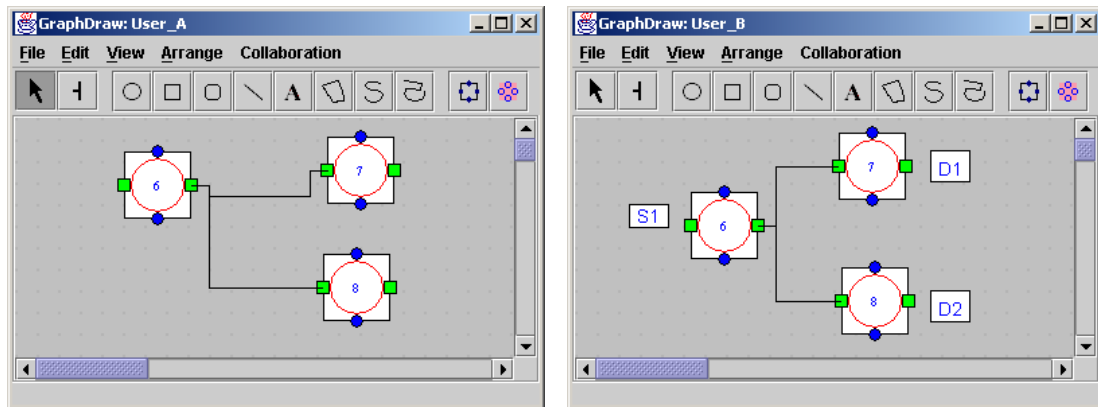 GraphDraw: User_A
File Edit View Arrange Collaboration
A
6
7
8
GraphDraw: User_B
File Edit View Arrange Collaboration
A
7
D1
S1
6
8
D2